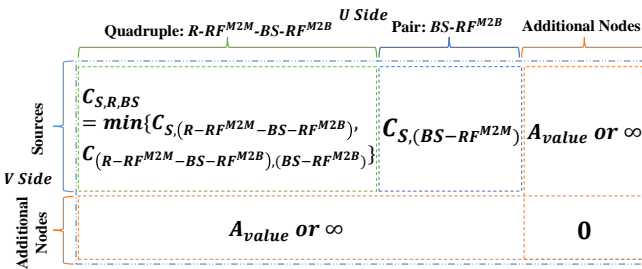 U Side
Quadruple: R-RF^{M2M}-BS-RF^{M2B} Pair: BS-RF^{M2B} Additional Nodes
V Side
Sources
C_{S,R,BS}
= min{C_{S,(R-RF^{M2M}-BS-RF^{M2B})},
C_{(R-RF^{M2M}-BS-RF^{M2B}),(BS-RF^{M2B})}}
C_{S,(BS-RF^{M2M})}
A_{value} or ∞
Additional
Nodes
A_{value} or ∞
0